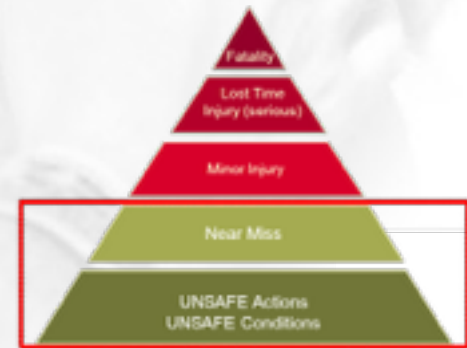 Fatality
Lost Time
Injury (serious)
Minor Injury
Near Miss
UNSAFE Actions
UNSAFE Conditions